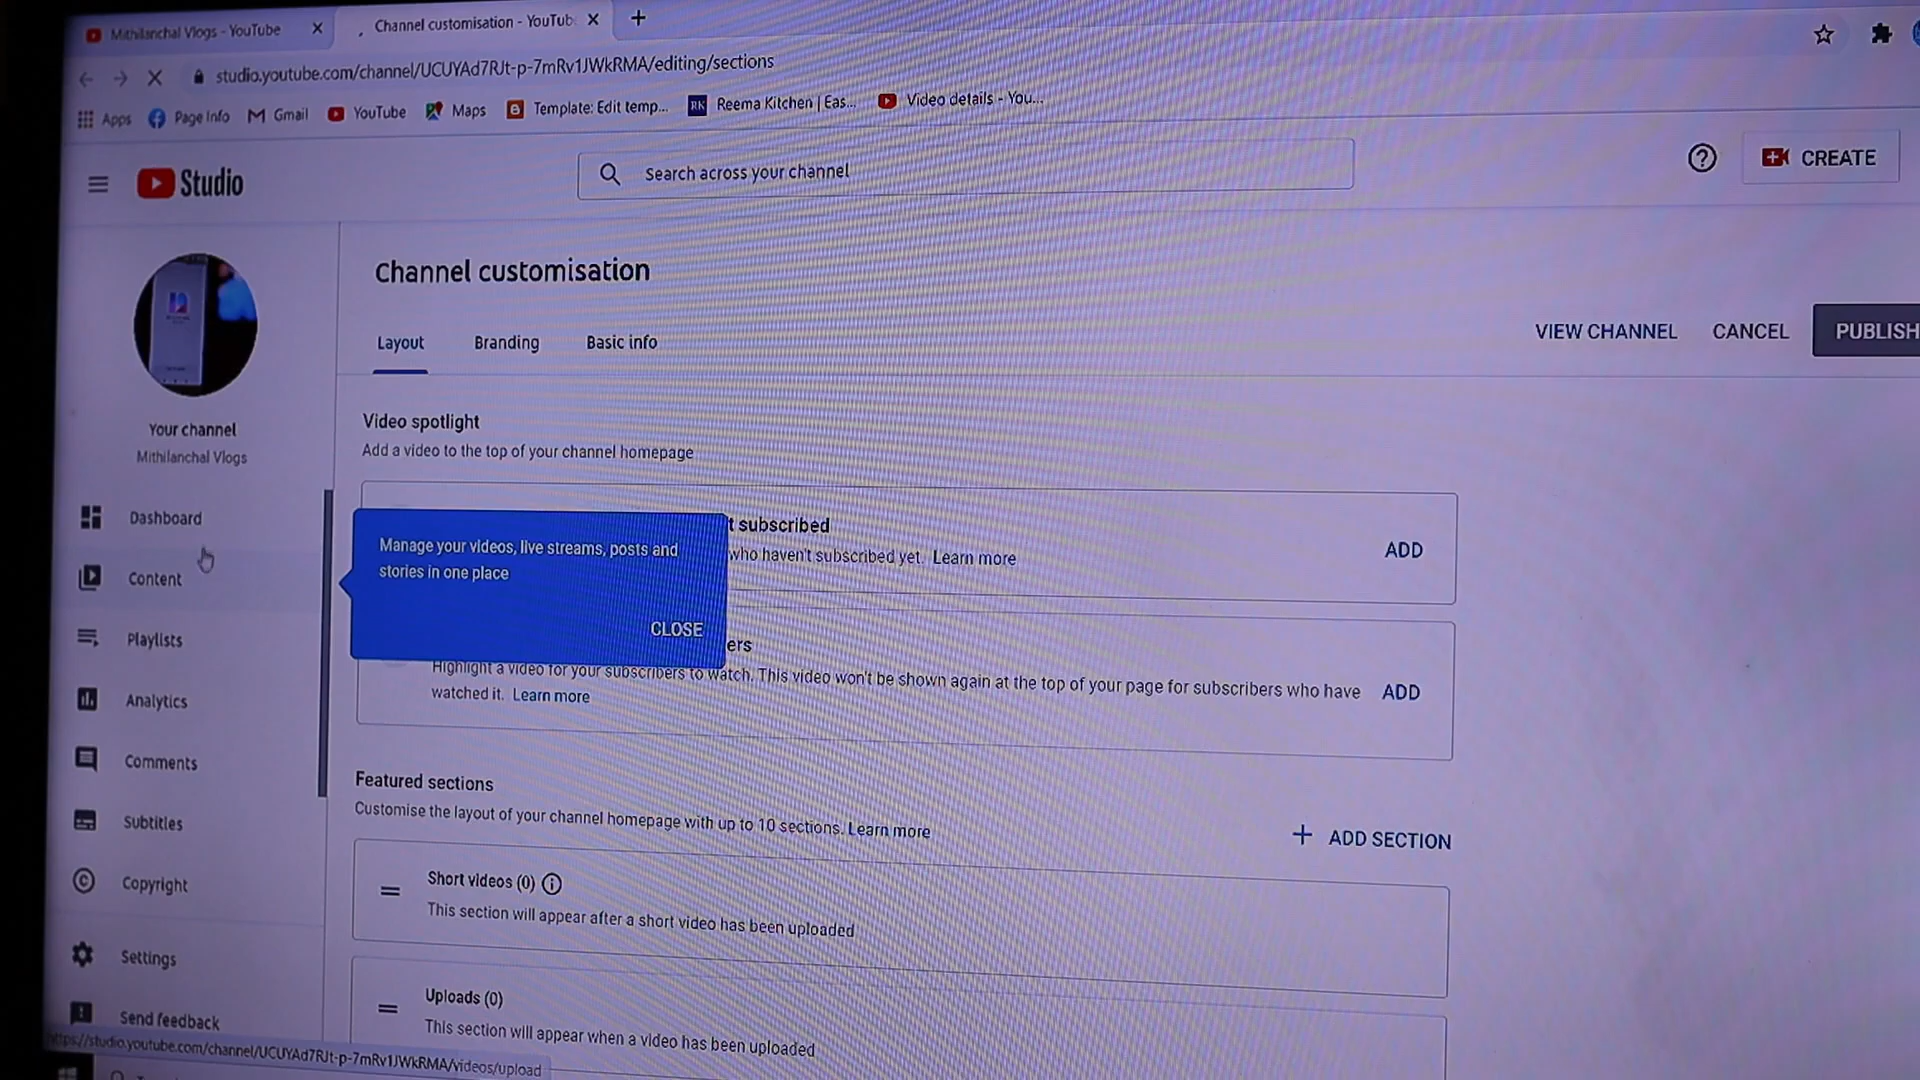 Mithilanchal Vlogs - YouTube
Channel customisation - YouTub
studio.youtube.com/channel/UCUYAd7RJt-p-7mRv1JWkRMA/editing/sections
Apps Page Info Gmail YouTube Maps Template: Edit temp... Reema Kitchen | Eas... Video details - You...
Studio
Search across your channel
CREATE
Channel customisation
Layout Branding Basic info
VIEW CHANNEL CANCEL PUBLISH
Your channel
Mithilanchal Vlogs
Dashboard
Content
Playlists
Analytics
Comments
Subtitles
Copyright
Settings
Send feedback
Video spotlight
Add a video to the top of your channel homepage
t subscribed
who haven't subscribed yet. Learn more
ADD
Manage your videos, live streams, posts and
stories in one place
CLOSE
ers
Highlight a video for your subscribers to watch. This video won't be shown again at the top of your page for subscribers who have
watched it. Learn more
ADD
Featured sections
Customise the layout of your channel homepage with up to 10 sections. Learn more
+ ADD SECTION
Short videos (0)
This section will appear after a short video has been uploaded
Uploads (0)
This section will appear when a video has been uploaded
https://studio.youtube.com/channel/UCUYAd7RJt-p-7mRv1JWkRMA/videos/upload